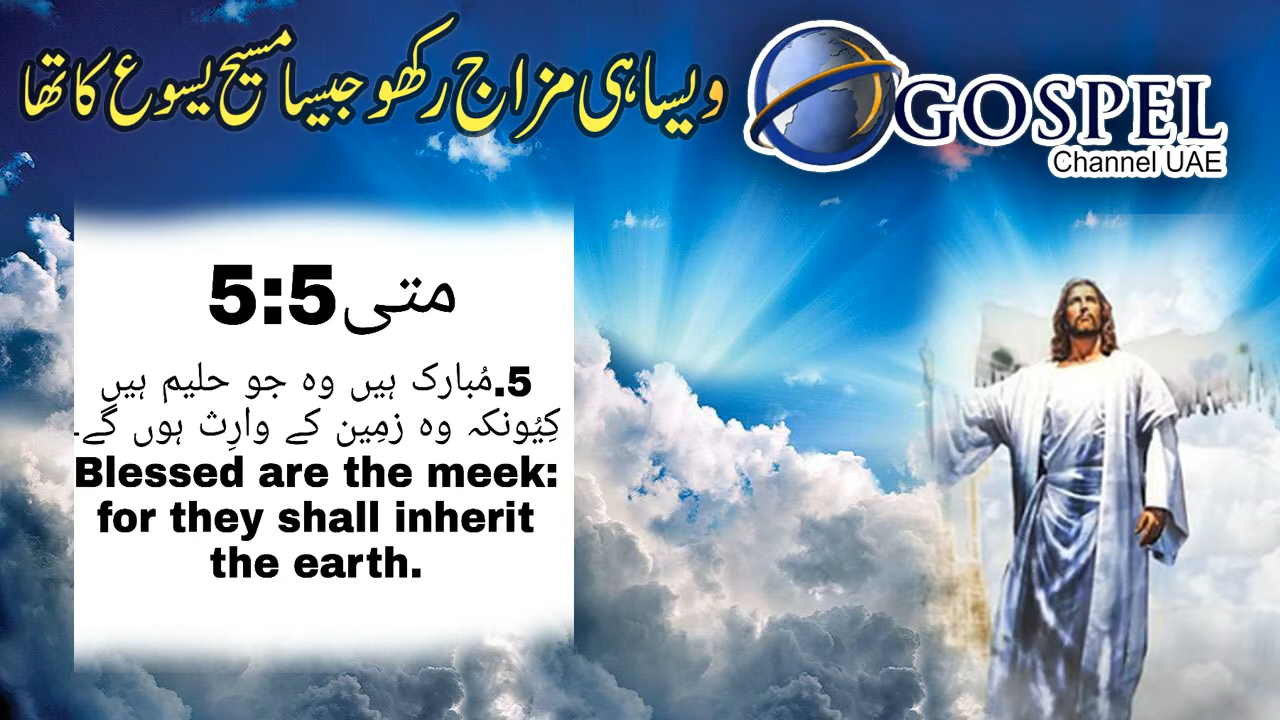 ویسا ہی مزاج رکھو جیسا مسیح یسوع کا تھا
GOSPEL
Channel UAE
متی 5:5
5.مُبارک ہیں وہ جو حلیم ہیں
کِیُونکہ وہ زمِین کے وارِث ہوں گے۔
Blessed are the meek:
for they shall inherit
the earth.